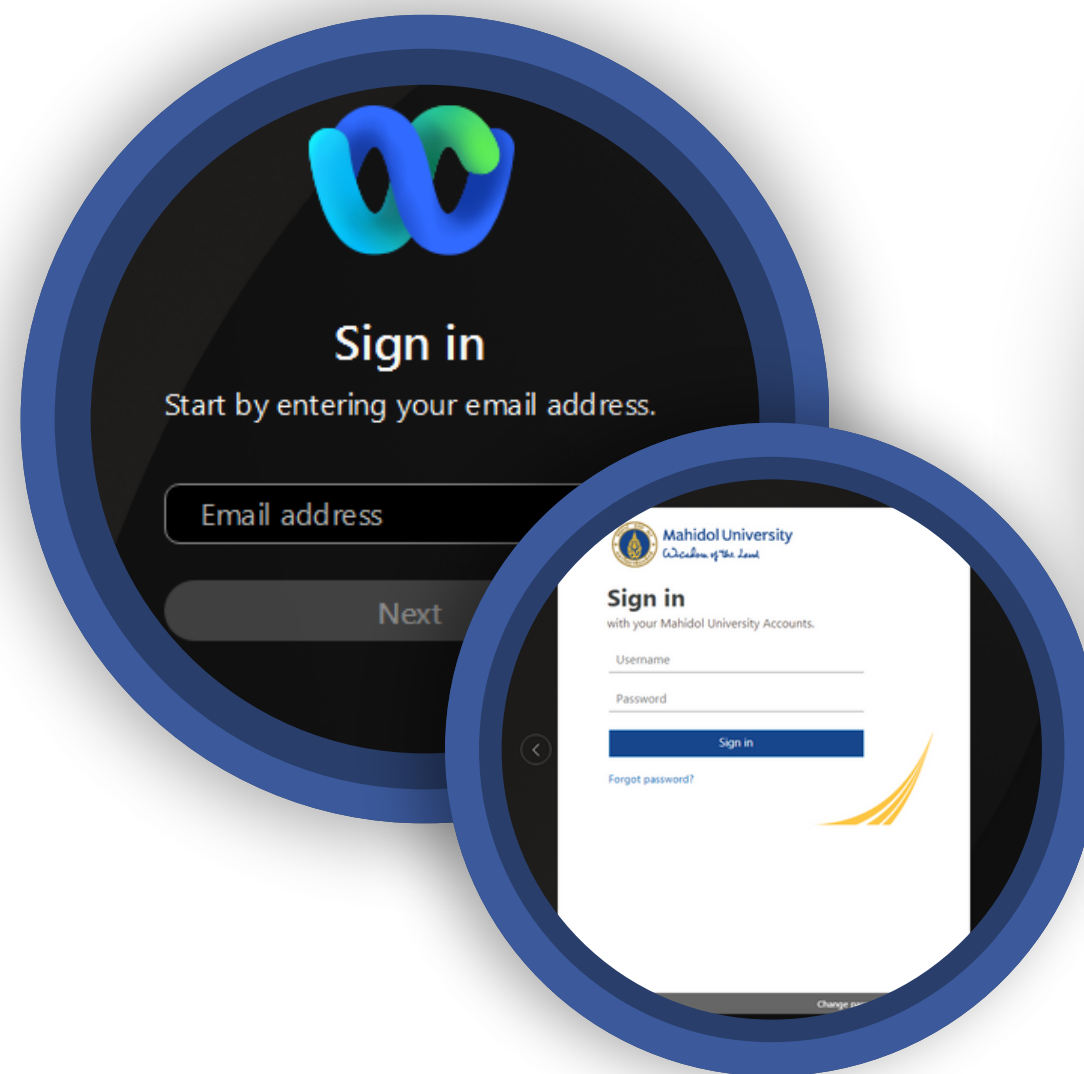 Sign in
Start by entering your email address.
Email address
Next
Mahidol University
Wisdom of the Land
Sign in
with your Mahidol University Accounts.
Username
Password
Sign in
Forgot password?
Change